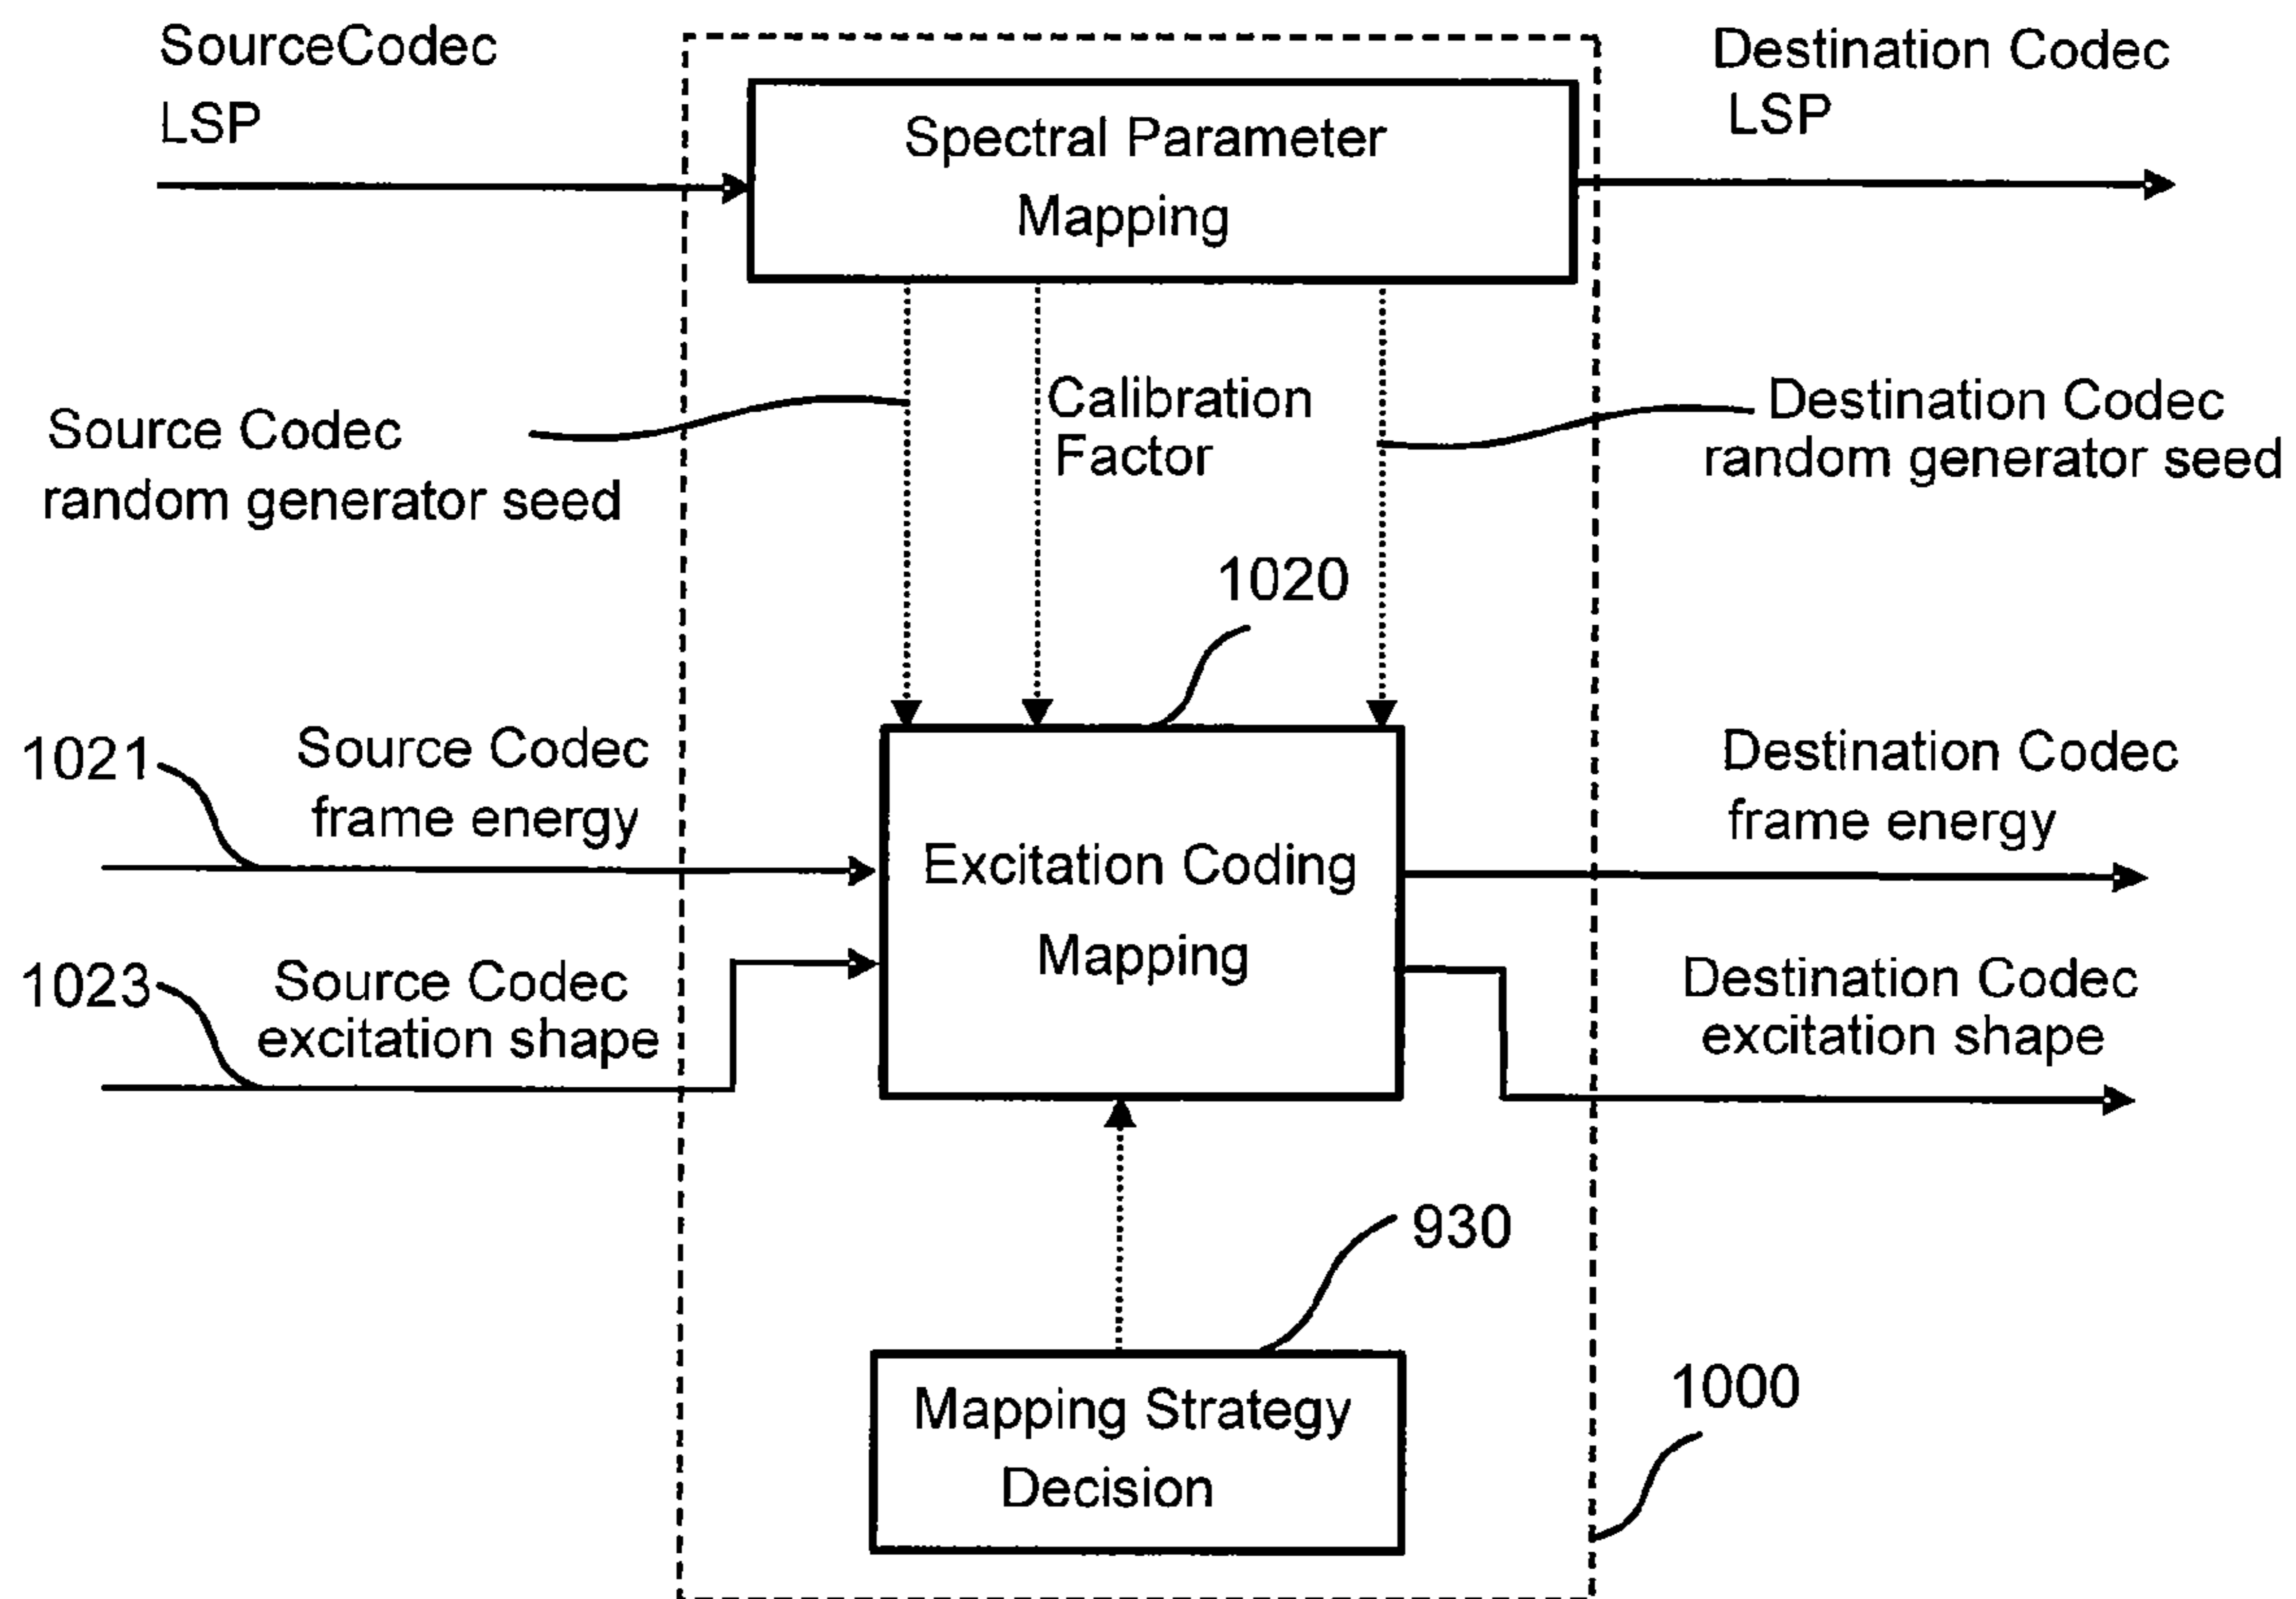 SourceCodec
LSP
Spectral Parameter
Mapping
Destination Codec
LSP
Source Codec
random generator seed
Calibration
Factor
Destination Codec
random generator seed
1020
1021
Source Codec
frame energy
Destination Codec
frame energy
Excitation Coding
Mapping
1023
Source Codec
excitation shape
Destination Codec
excitation shape
930
Mapping Strategy
Decision
1000